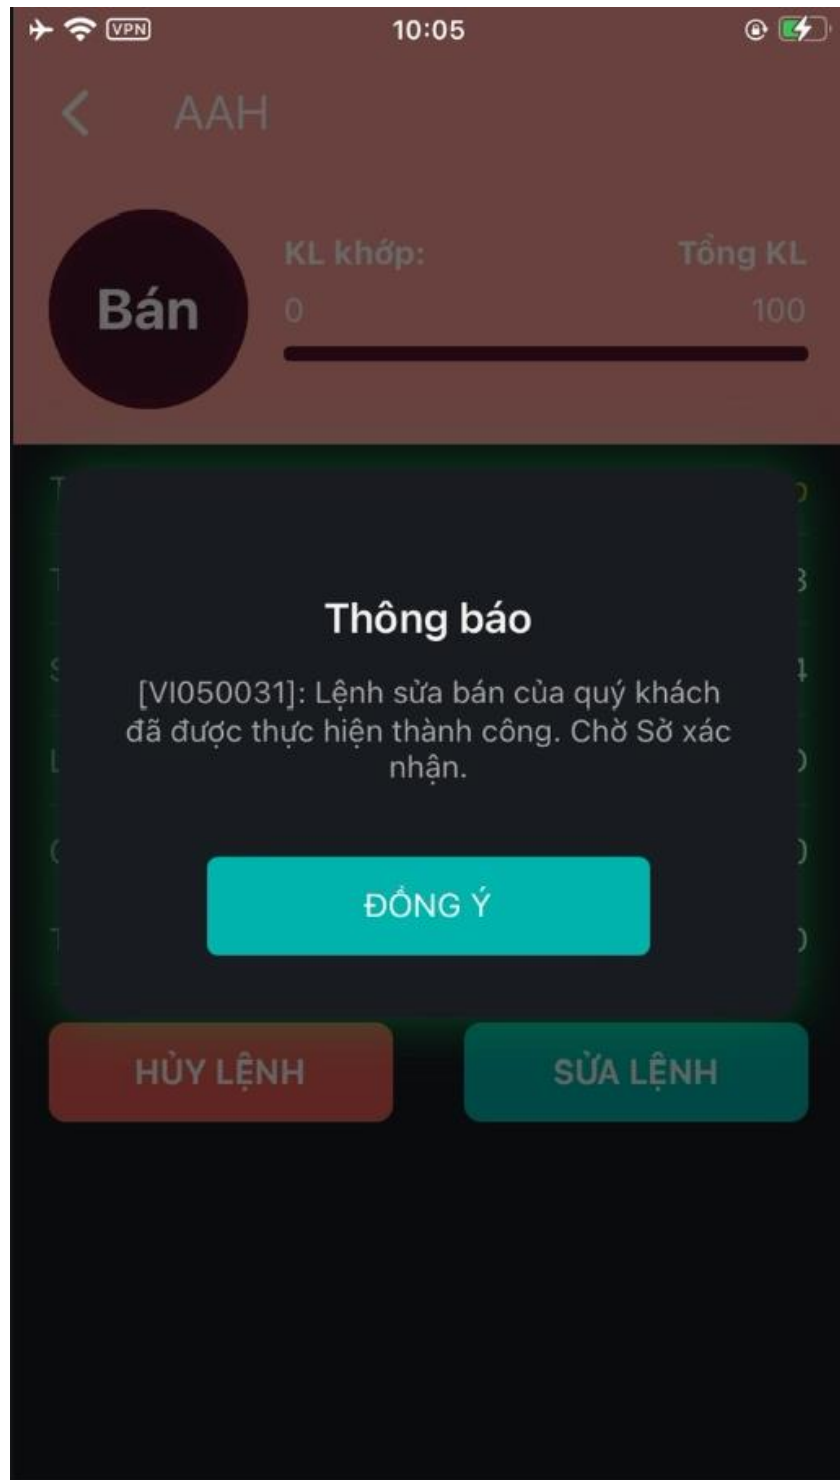 VPN 10:05
AAH
Bán
KL khớp: Tổng KL
0 100
Thông báo
[VI050031]: Lệnh sửa bán của quý khách
đã được thực hiện thành công. Chờ Sở xác
nhận.
ĐỒNG Ý
HỦY LỆNH SỬA LỆNH